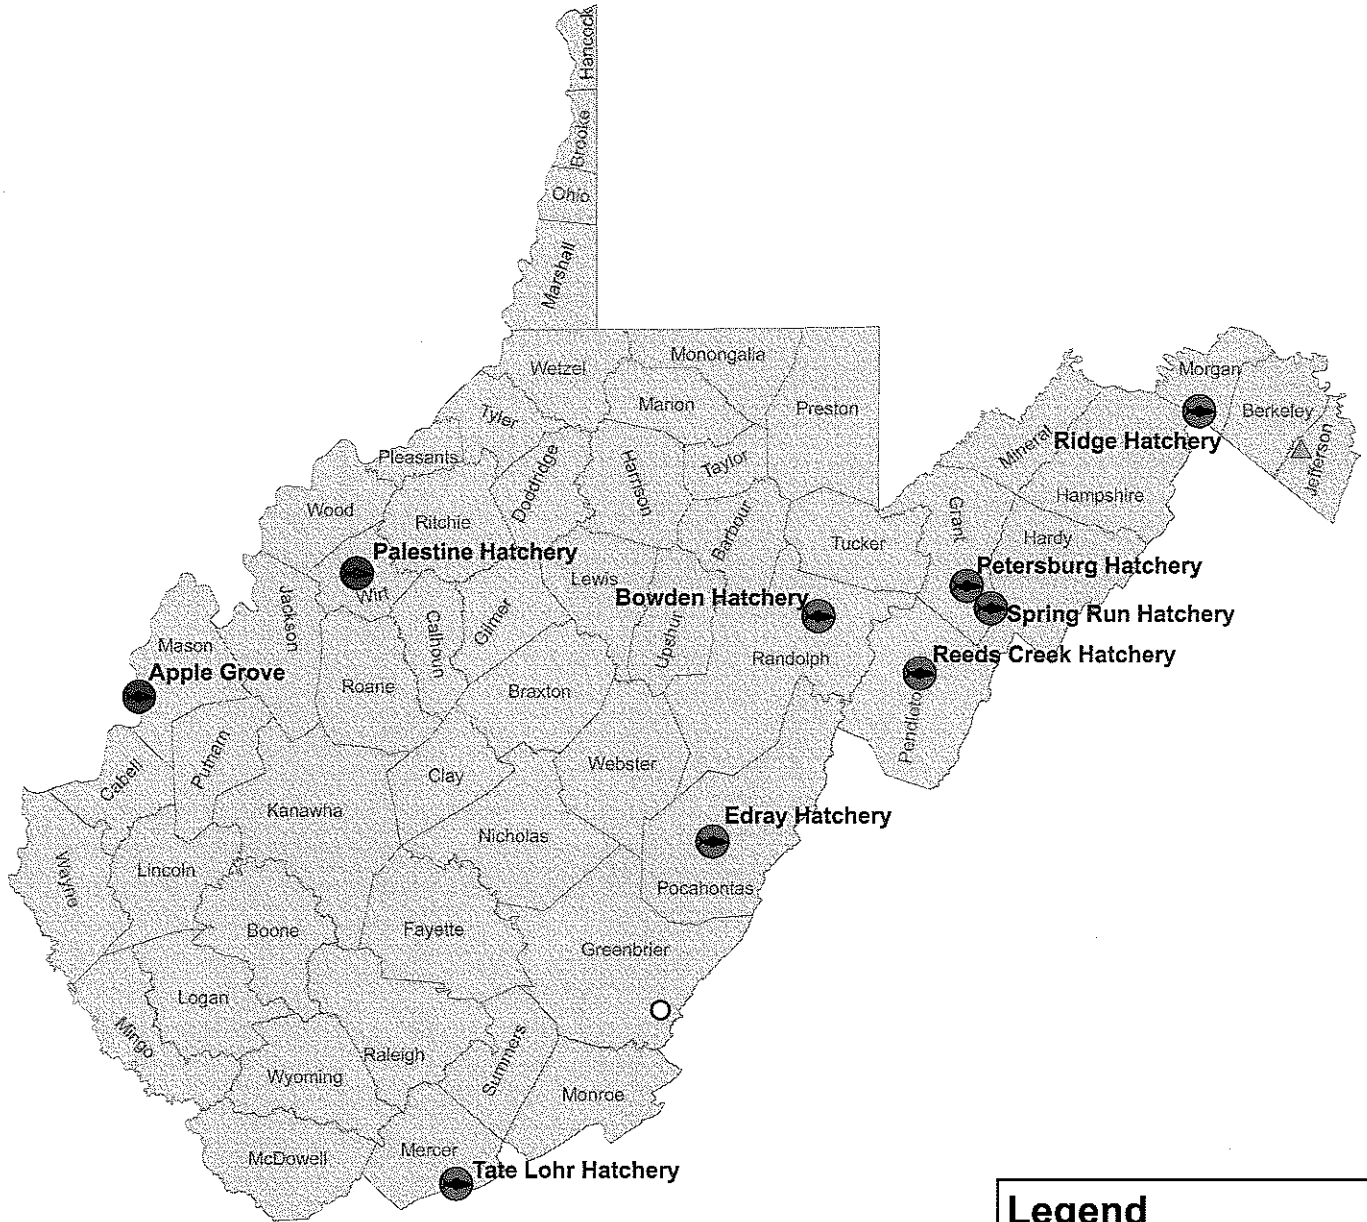 Hancock
Brooke
Ohio
Marshall
Wetzel
Monongalia
Marion
Preston
Tyler
Pleasants
Doddridge
Harrison
Taylor
Morgan
Berkeley
Jefferson
Ridge Hatchery
Mineral
Hampshire
Wood
Ritchie
Barbour
Tucker
Grant
Hardy
Palestine Hatchery
Wirt
Lewis
Petersburg Hatchery
Bowden Hatchery
Spring Run Hatchery
Jackson
Calhoun
Gilmer
Upshur
Mason
Apple Grove
Roane
Braxton
Randolph
Reeds Creek Hatchery
Pendleton
Cabell
Putnam
Kanawha
Clay
Webster
Nicholas
Edray Hatchery
Pocahontas
Wayne
Lincoln
Boone
Fayette
Greenbrier
Logan
Mingo
Raleigh
Summers
Wyoming
Monroe
McDowell
Mercer
Tate Lohr Hatchery
Legend